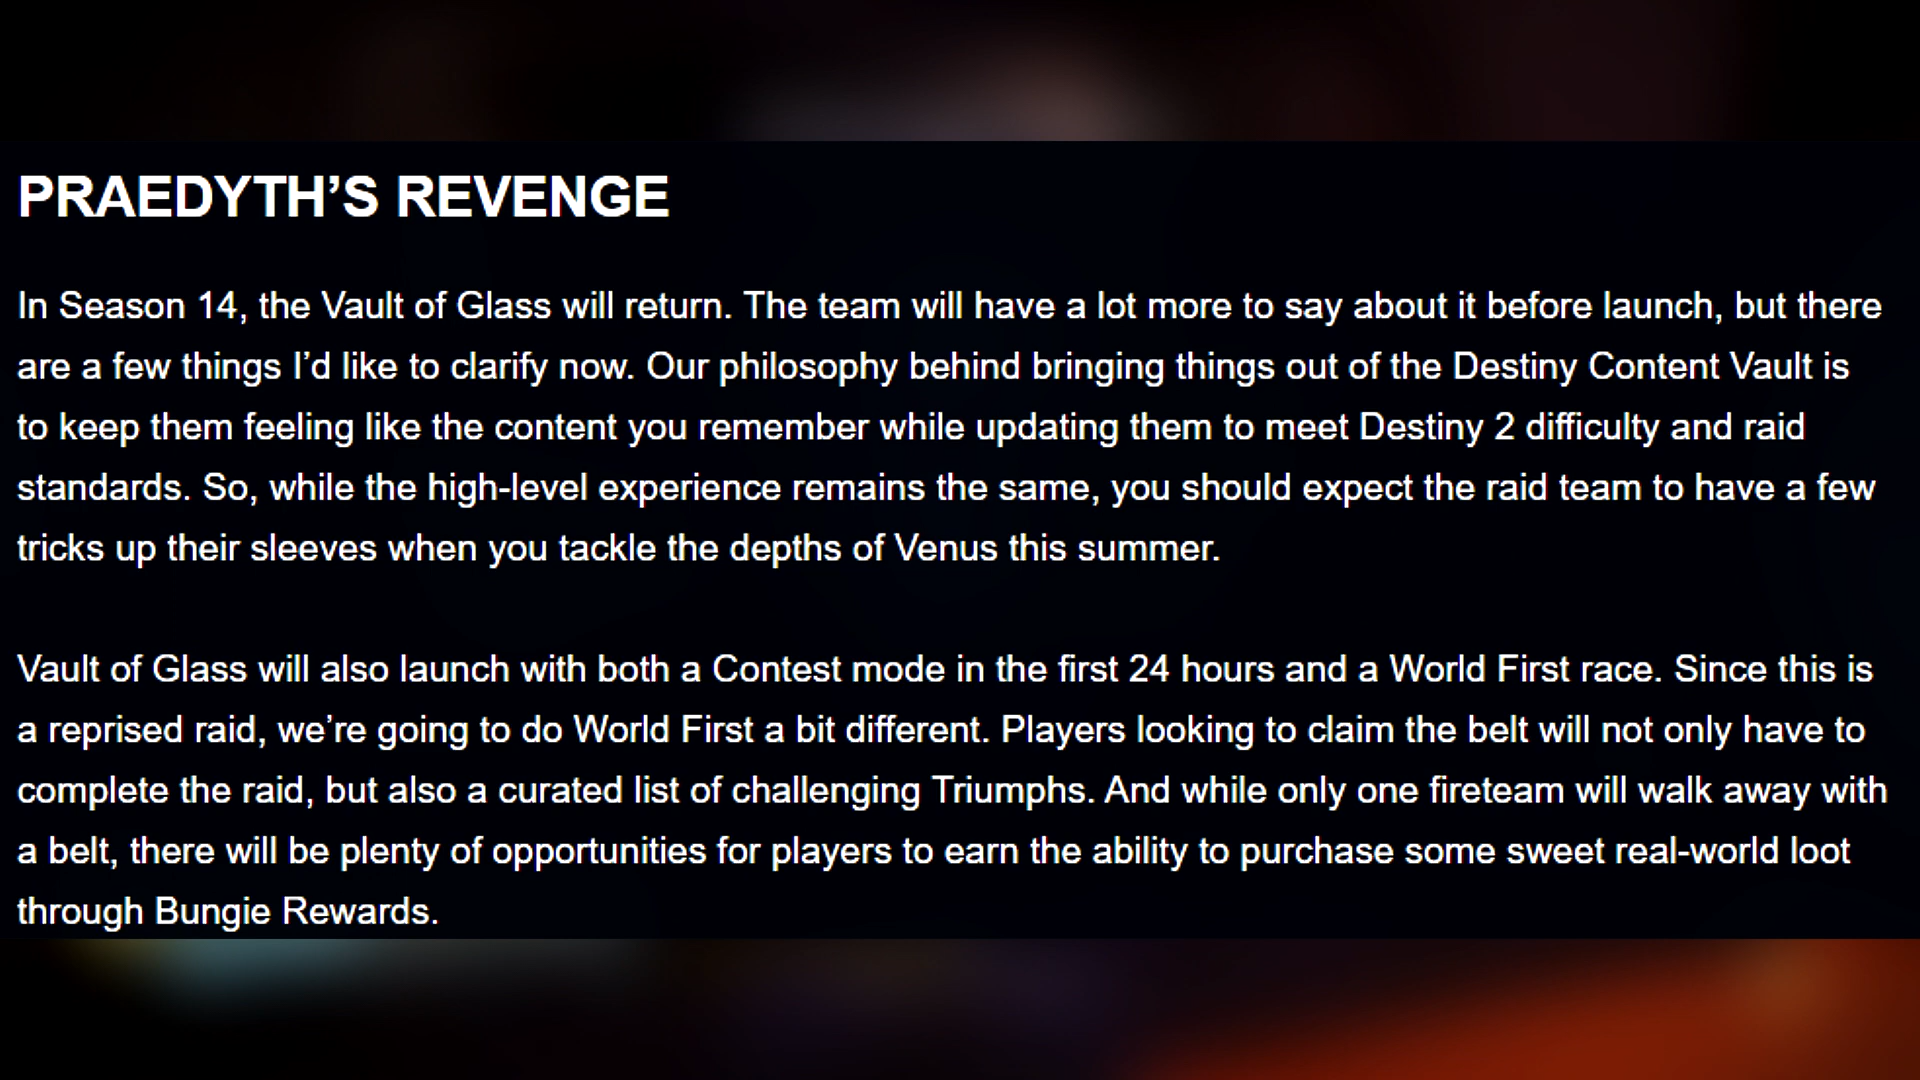 PRAEDYTH’S REVENGE
In Season 14, the Vault of Glass will return. The team will have a lot more to say about it before launch, but there
are a few things I’d like to clarify now. Our philosophy behind bringing things out of the Destiny Content Vault is
to keep them feeling like the content you remember while updating them to meet Destiny 2 difficulty and raid
standards. So, while the high-level experience remains the same, you should expect the raid team to have a few
tricks up their sleeves when you tackle the depths of Venus this summer.
Vault of Glass will also launch with both a Contest mode in the first 24 hours and a World First race. Since this is
a reprised raid, we’re going to do World First a bit different. Players looking to claim the belt will not only have to
complete the raid, but also a curated list of challenging Triumphs. And while only one fireteam will walk away with
a belt, there will be plenty of opportunities for players to earn the ability to purchase some sweet real-world loot
through Bungie Rewards.